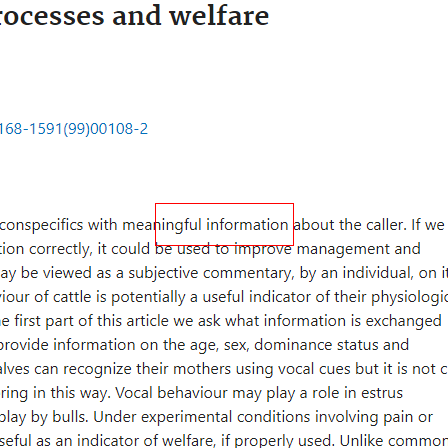 rocesses and welfare
168-1591(99)00108-2
conspecifics with meaningful information about the caller. If we
tion correctly, it could be used to improve management and
ay be viewed as a subjective commentary, by an individual, on it
iour of cattle is potentially a useful indicator of their physiologic
e first part of this article we ask what information is exchanged
provide information on the age, sex, dominance status and
alves can recognize their mothers using vocal cues but it is not c
ring in this way. Vocal behaviour may play a role in estrus
play by bulls. Under experimental conditions involving pain or
seful as an indicator of welfare, if properly used. Unlike common